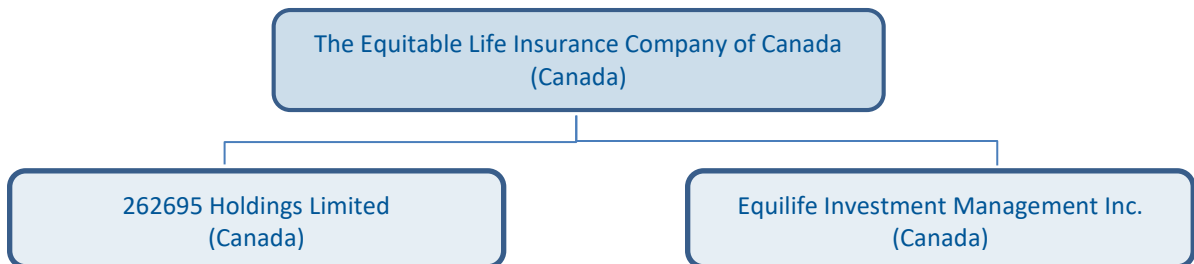 The Equitable Life Insurance Company of Canada
(Canada)
262695 Holdings Limited
(Canada)
Equilife Investment Management Inc.
(Canada)